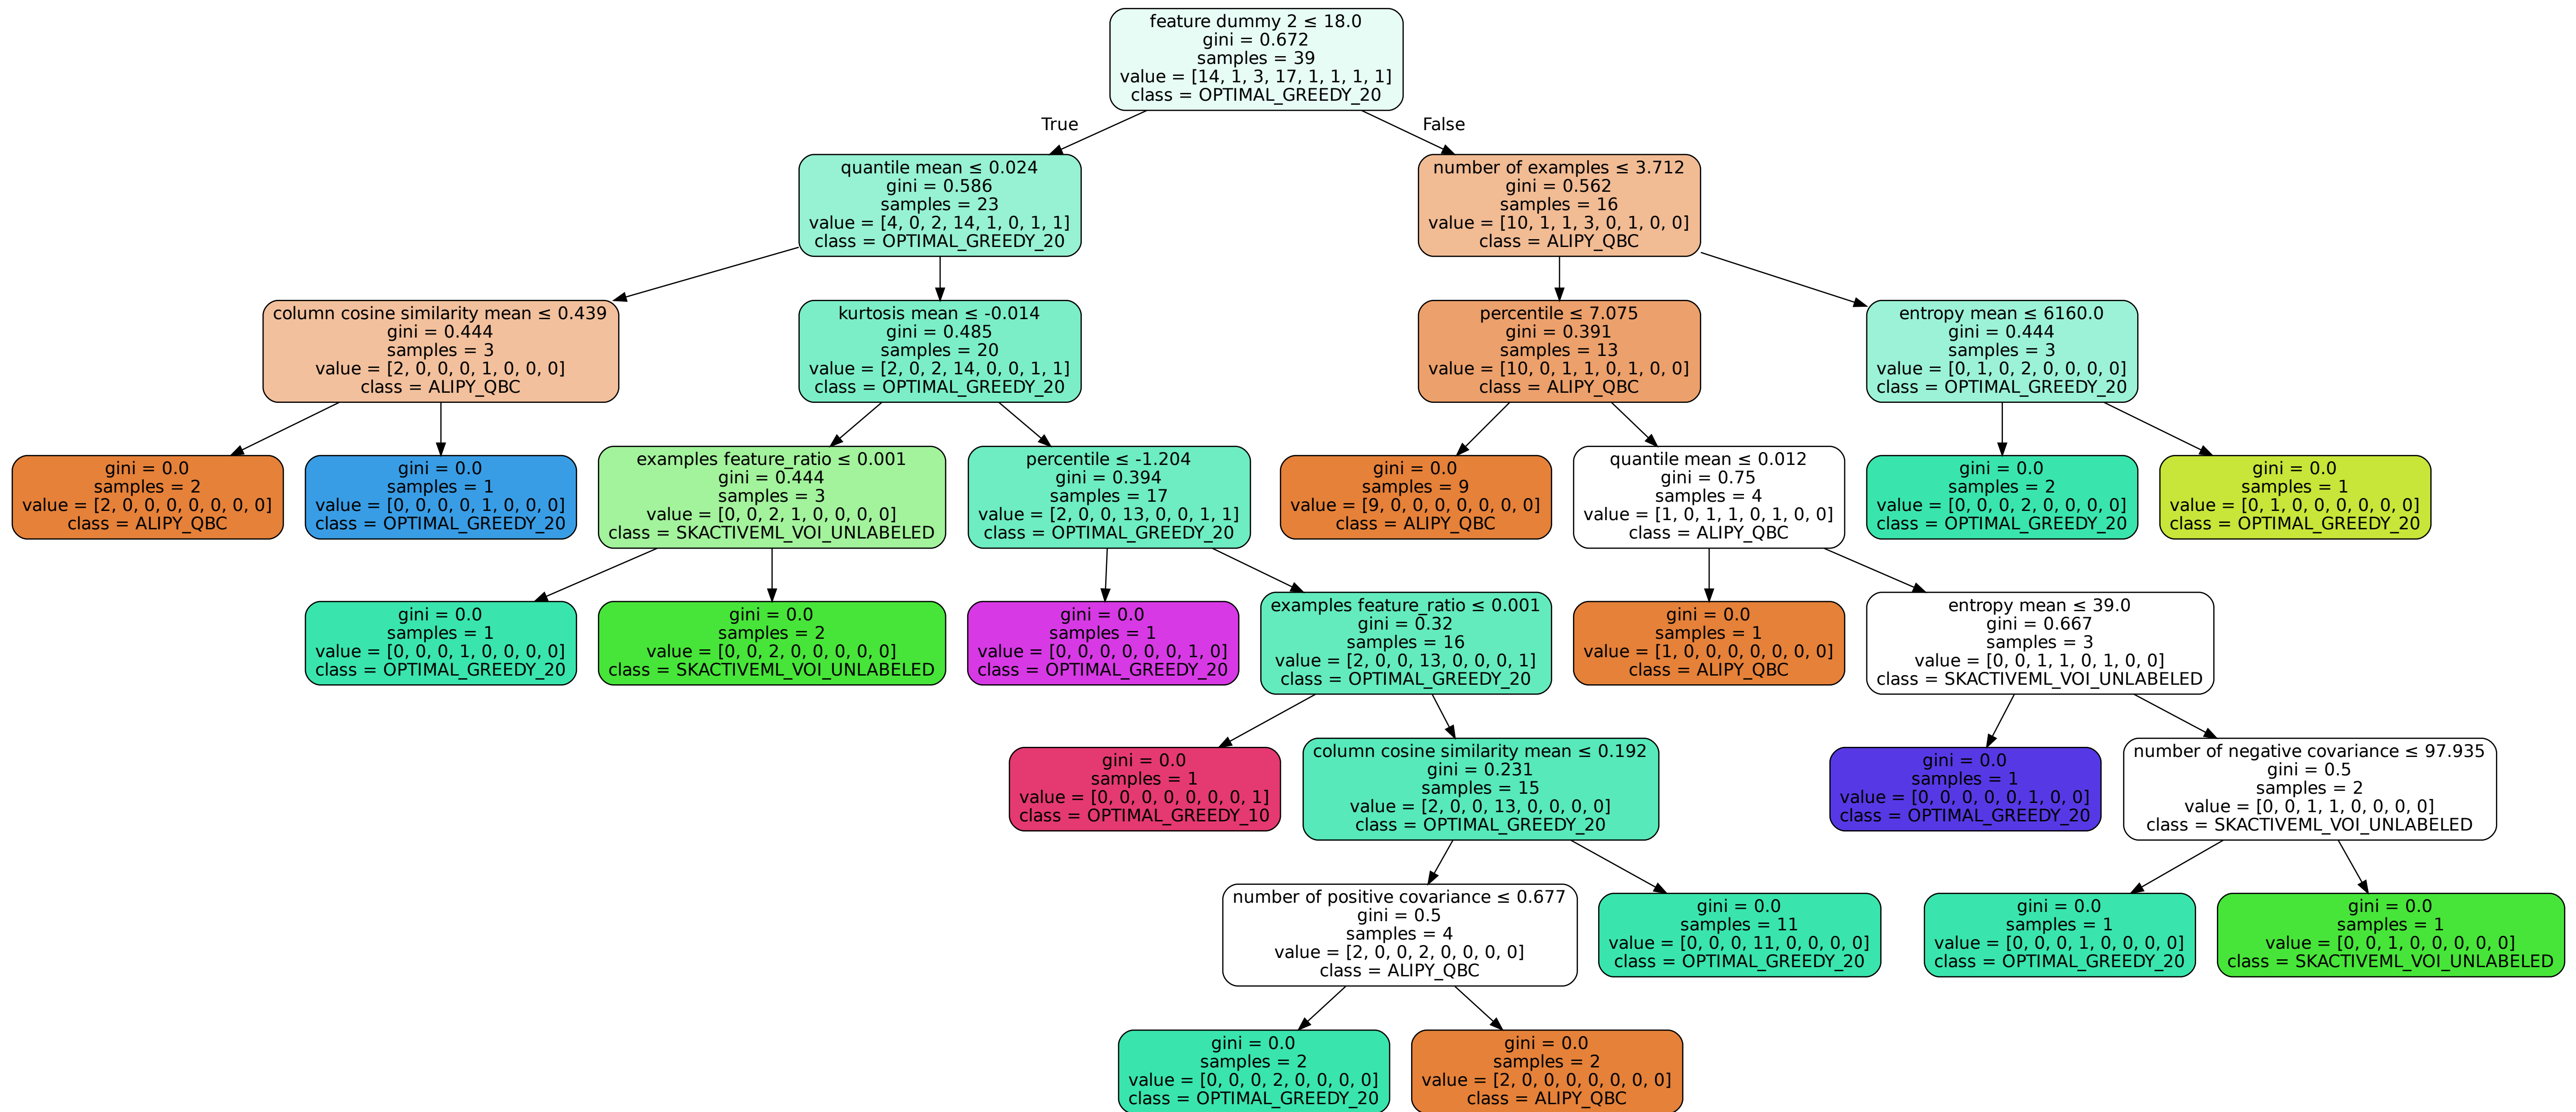 feature dummy 2 ≤ 18.0
gini = 0.672
samples = 39
value = [14, 1, 3, 17, 1, 1, 1, 1]
class = OPTIMAL_GREEDY_20
True
False
quantile mean ≤ 0.024
gini = 0.586
samples = 23
value = [4, 0, 2, 14, 1, 0, 1, 1]
class = OPTIMAL_GREEDY_20
number of examples ≤ 3.712
gini = 0.562
samples = 16
value = [10, 1, 1, 3, 0, 1, 0, 0]
class = ALIPY_QBC
column cosine similarity mean ≤ 0.439
gini = 0.444
samples = 3
value = [2, 0, 0, 0, 1, 0, 0, 0]
class = ALIPY_QBC
kurtosis mean ≤ -0.014
gini = 0.485
samples = 20
value = [2, 0, 2, 14, 0, 0, 1, 1]
class = OPTIMAL_GREEDY_20
percentile ≤ 7.075
gini = 0.391
samples = 13
value = [10, 0, 1, 1, 0, 1, 0, 0]
class = ALIPY_QBC
entropy mean ≤ 6160.0
gini = 0.444
samples = 3
value = [0, 1, 0, 2, 0, 0, 0, 0]
class = OPTIMAL_GREEDY_20
gini = 0.0
samples = 2
value = [2, 0, 0, 0, 0, 0, 0, 0]
class = ALIPY_QBC
gini = 0.0
samples = 1
value = [0, 0, 0, 0, 1, 0, 0, 0]
class = OPTIMAL_GREEDY_20
examples feature_ratio ≤ 0.001
gini = 0.444
samples = 3
value = [0, 0, 2, 1, 0, 0, 0, 0]
class = SKACTIVEML_VOI_UNLABELED
percentile ≤ -1.204
gini = 0.394
samples = 17
value = [2, 0, 0, 13, 0, 0, 1, 1]
class = OPTIMAL_GREEDY_20
gini = 0.0
samples = 9
value = [9, 0, 0, 0, 0, 0, 0, 0]
class = ALIPY_QBC
quantile mean ≤ 0.012
gini = 0.75
samples = 4
value = [1, 0, 1, 1, 0, 1, 0, 0]
class = ALIPY_QBC
gini = 0.0
samples = 2
value = [0, 0, 0, 2, 0, 0, 0, 0]
class = OPTIMAL_GREEDY_20
gini = 0.0
samples = 1
value = [0, 1, 0, 0, 0, 0, 0, 0]
class = OPTIMAL_GREEDY_20
gini = 0.0
samples = 1
value = [0, 0, 0, 1, 0, 0, 0, 0]
class = OPTIMAL_GREEDY_20
gini = 0.0
samples = 2
value = [0, 0, 2, 0, 0, 0, 0, 0]
class = SKACTIVEML_VOI_UNLABELED
gini = 0.0
samples = 1
value = [0, 0, 0, 0, 0, 0, 1, 0]
class = OPTIMAL_GREEDY_20
examples feature_ratio ≤ 0.001
gini = 0.32
samples = 16
value = [2, 0, 0, 13, 0, 0, 0, 1]
class = OPTIMAL_GREEDY_20
gini = 0.0
samples = 1
value = [1, 0, 0, 0, 0, 0, 0, 0]
class = ALIPY_QBC
entropy mean ≤ 39.0
gini = 0.667
samples = 3
value = [0, 0, 1, 1, 0, 1, 0, 0]
class = SKACTIVEML_VOI_UNLABELED
gini = 0.0
samples = 1
value = [0, 0, 0, 0, 0, 0, 0, 1]
class = OPTIMAL_GREEDY_10
column cosine similarity mean ≤ 0.192
gini = 0.231
samples = 15
value = [2, 0, 0, 13, 0, 0, 0, 0]
class = OPTIMAL_GREEDY_20
gini = 0.0
samples = 1
value = [0, 0, 0, 0, 0, 1, 0, 0]
class = OPTIMAL_GREEDY_20
number of negative covariance ≤ 97.935
gini = 0.5
samples = 2
value = [0, 0, 1, 1, 0, 0, 0, 0]
class = SKACTIVEML_VOI_UNLABELED
number of positive covariance ≤ 0.677
gini = 0.5
samples = 4
value = [2, 0, 0, 2, 0, 0, 0, 0]
class = ALIPY_QBC
gini = 0.0
samples = 11
value = [0, 0, 0, 11, 0, 0, 0, 0]
class = OPTIMAL_GREEDY_20
gini = 0.0
samples = 1
value = [0, 0, 0, 1, 0, 0, 0, 0]
class = OPTIMAL_GREEDY_20
gini = 0.0
samples = 1
value = [0, 0, 1, 0, 0, 0, 0, 0]
class = SKACTIVEML_VOI_UNLABELED
gini = 0.0
samples = 2
value = [0, 0, 0, 2, 0, 0, 0, 0]
class = OPTIMAL_GREEDY_20
gini = 0.0
samples = 2
value = [2, 0, 0, 0, 0, 0, 0, 0]
class = ALIPY_QBC